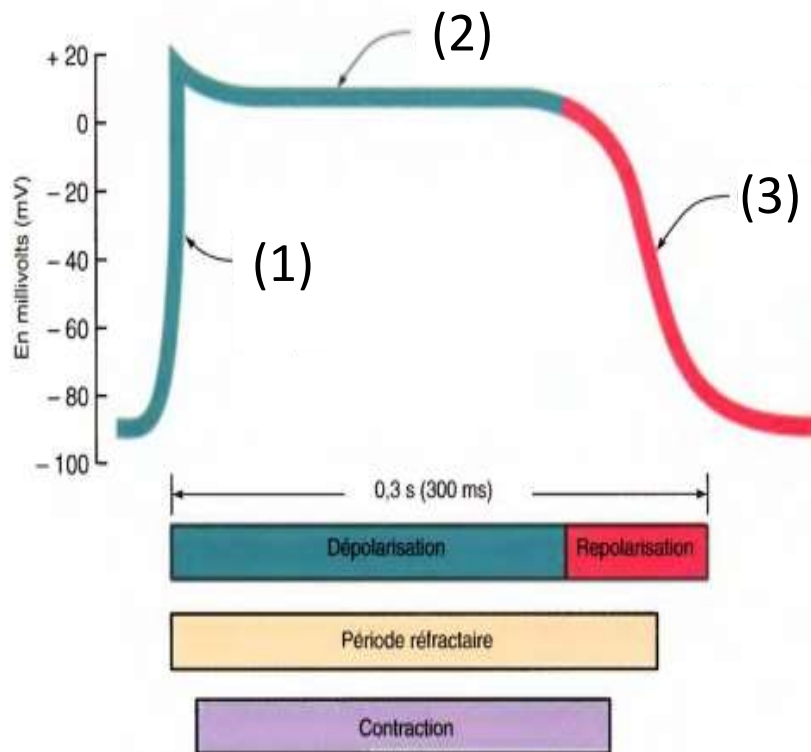 +20
0
-20
-40
-60
-80
-100
En millivolts (mV)
(2)
(3)
(1)
0,3 s (300 ms)
Dépolarisation
Repolarisation
Période réfractaire
Contraction